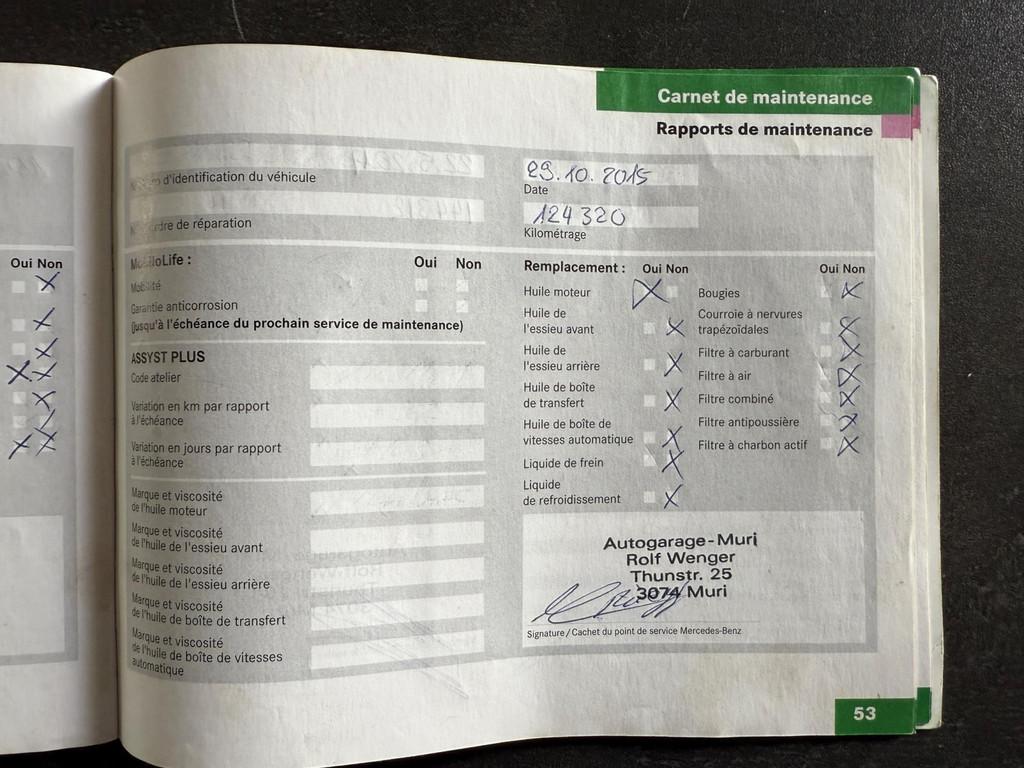 Carnet de maintenance
Rapports de maintenance
d'identification du véhicule
29.10.2015
Date
de réparation
124 320
Kilométrage
Oui Non
MobiloLife :
Oui Non
Mobilité
Garantie anticorrosion
(jusqu'à l'échéance du prochain service de maintenance)
ASSYST PLUS
Code atelier
Variation en km par rapport
à l'échéance
Variation en jours par rapport
à l'échéance
Marque et viscosité
de l'huile moteur
Marque et viscosité
de l'huile de l'essieu avant
Marque et viscosité
de l'huile de l'essieu arrière
Marque et viscosité
de l'huile de boîte de transfert
Marque et viscosité
de l'huile de boîte de vitesses
automatique
Remplacement : Oui Non
Huile moteur
Huile de
l'essieu avant
Huile de
l'essieu arrière
Huile de boîte
de transfert
Huile de boîte de
vitesses automatique
Liquide de frein
Liquide
de refroidissement
Oui Non
Bougies
Courroie à nervures
trapézoïdales
Filtre à carburant
Filtre à air
Filtre combiné
Filtre antipoussière
Filtre à charbon actif
Autogarage-Muri
Rolf Wenger
Thunstr. 25
3074 Muri
Signature/Cachet du point de service Mercedes-Benz
53